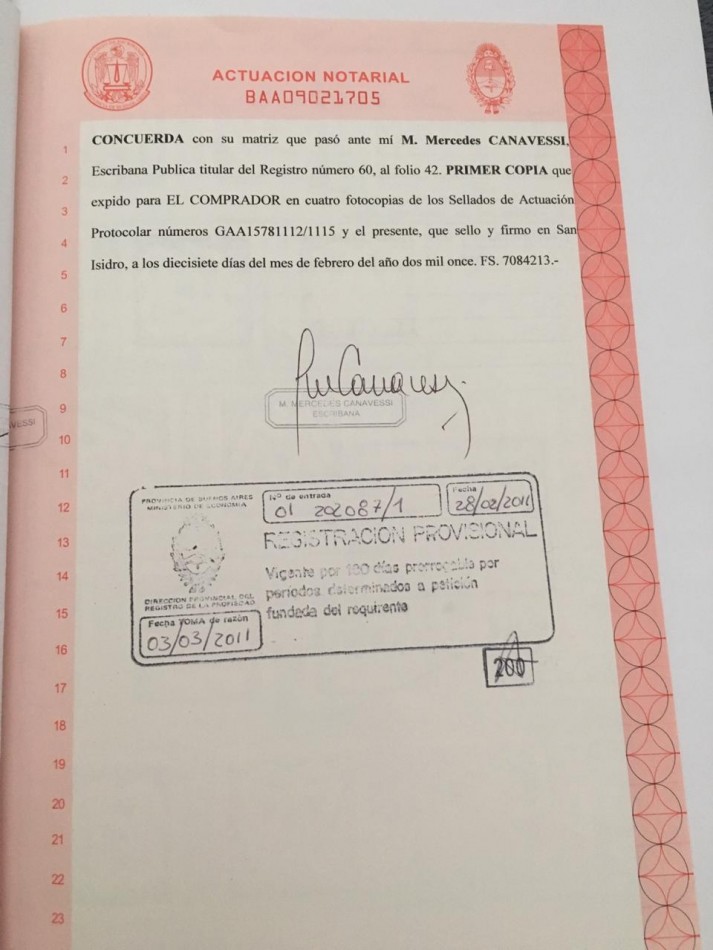 ACTUACION NOTARIAL
BAA09021705
1
CONCUERDA con su matriz que pasó ante mí M. Mercedes CANAVESSI,
2
Escribana Publica titular del Registro número 60, al folio 42. PRIMER COPIA que
3
expido para EL COMPRADOR en cuatro fotocopias de los Sellados de Actuación
4
Protocolar números GAA15781112/1115 y el presente, que sello y firmo en San
5
Isidro, a los diecisiete días del mes de febrero del año dos mil once. FS. 7084213.-
6
7
8
9
10
11
12
13
14
15
16
17
18
19
20
21
22
23
M. MERCEDES CANAVESSI
ESCRIBANA
VESSI
PROVINCIA DE BUENOS AIRES
MINISTERIO DE ECONOMIA
Nº de entrada
01 202087/1
Fecha
28/02/2011
REGISTRACION PROVISIONAL
Vigente por 180 días prorrogable por
períodos determinados a petición
fundada del requirente
DIRECCION PROVINCIAL DEL
REGISTRO DE LA PROPIEDAD
Fecha TOMA de razón
03/03/2011
200